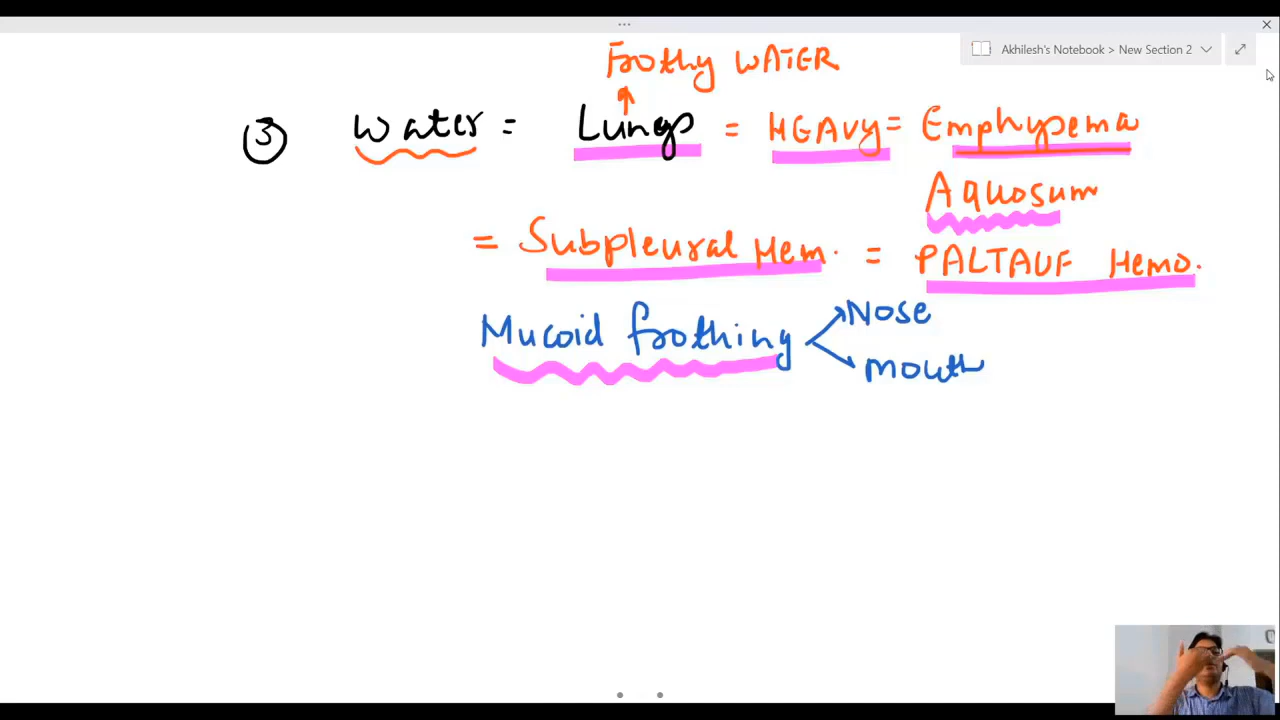 Akhilesh's Notebook > New Section 2
Frothy WATER
③ Water = Lungs = HEAVY = Emphysema
Aquosum
= Subpleural Hem. = PALTAUF Hemo.
Mucoid frothing
Nose
Mouth